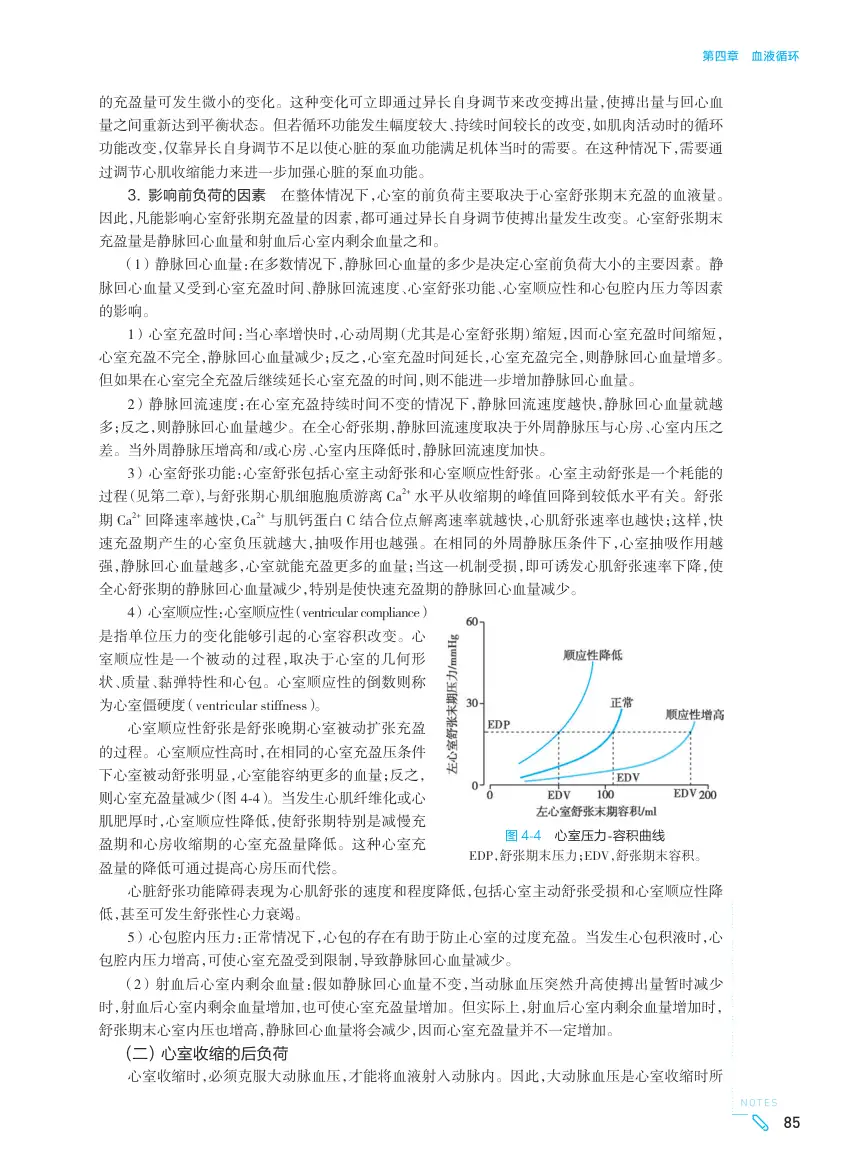 第四章 血液循环
的充盈量可发生微小的变化。这种变化可立即通过异长自身调节来改变搏出量,使搏出量与回心血
量之间重新达到平衡状态。但若循环功能发生幅度较大、持续时间较长的改变,如肌肉活动时的循环
功能改变,仅靠异长自身调节不足以使心脏的泵血功能满足机体当时的需要。在这种情况下,需要通
过调节心肌收缩能力来进一步加强心脏的泵血功能。
3. 影响前负荷的因素 在整体情况下,心室的前负荷主要取决于心室舒张期末充盈的血液量。
因此,凡能影响心室舒张期充盈量的因素,都可通过异长自身调节使搏出量发生改变。心室舒张期末
充盈量是静脉回心血量和射血后心室内剩余血量之和。
(1)静脉回心血量:在多数情况下,静脉回心血量的多少是决定心室前负荷大小的主要因素。静
脉回心血量又受到心室充盈时间、静脉回流速度、心室舒张功能、心室顺应性和心包腔内压力等因素
的影响。
1)心室充盈时间:当心率增快时,心动周期(尤其是心室舒张期)缩短,因而心室充盈时间缩短,
心室充盈不完全,静脉回心血量减少;反之,心室充盈时间延长,心室充盈完全,则静脉回心血量增多。
但如果在心室完全充盈后继续延长心室充盈的时间,则不能进一步增加静脉回心血量。
2)静脉回流速度:在心室充盈持续时间不变的情况下,静脉回流速度越快,静脉回心血量就越
多;反之,则静脉回心血量越少。在全心舒张期,静脉回流速度取决于外周静脉压与心房、心室内压之
差。当外周静脉压增高和/或心房、心室内压降低时,静脉回流速度加快。
3)心室舒张功能:心室舒张包括心室主动舒张和心室顺应性舒张。心室主动舒张是一个耗能的
过程(见第二章),与舒张期心肌细胞胞质游离 Ca²⁺ 水平从收缩期的峰值回降到较低水平有关。舒张
期 Ca²⁺ 回降速率越快,Ca²⁺ 与肌钙蛋白 C 结合位点解离速率就越快,心肌舒张速率也越快;这样,快
速充盈期产生的心室负压就越大,抽吸作用也越强。在相同的外周静脉压条件下,心室抽吸作用越
强,静脉回心血量越多,心室就能充盈更多的血量;当这一机制受损,即可诱发心肌舒张速率下降,使
全心舒张期的静脉回心血量减少,特别是使快速充盈期的静脉回心血量减少。
4)心室顺应性:心室顺应性(ventricular compliance)
是指单位压力的变化能够引起的心室容积改变。心
室顺应性是一个被动的过程,取决于心室的几何形
状、质量、黏弹特性和心包。心室顺应性的倒数则称
为心室僵硬度(ventricular stiffness)。
心室顺应性舒张是舒张晚期心室被动扩张充盈
的过程。心室顺应性高时,在相同的心室充盈压条件
下心室被动舒张明显,心室能容纳更多的血量;反之,
则心室充盈量减少(图 4-4)。当发生心肌纤维化或心
肌肥厚时,心室顺应性降低,使舒张期特别是减慢充
盈期和心房收缩期的心室充盈量降低。这种心室充
盈量的降低可通过提高心房压而代偿。
左心室舒张末期压力/mmHg
60
30
0
顺应性降低
正常
顺应性增高
EDP
EDV
0
EDV
100
EDV
200
左心室舒张末期容积/ml
图 4-4 心室压力-容积曲线
EDP,舒张期末压力;EDV,舒张期末容积。
心脏舒张功能障碍表现为心肌舒张的速度和程度降低,包括心室主动舒张受损和心室顺应性降
低,甚至可发生舒张性心力衰竭。
5)心包腔内压力:正常情况下,心包的存在有助于防止心室的过度充盈。当发生心包积液时,心
包腔内压力增高,可使心室充盈受到限制,导致静脉回心血量减少。
(2)射血后心室内剩余血量:假如静脉回心血量不变,当动脉血压突然升高使搏出量暂时减少
时,射血后心室内剩余血量增加,也可使心室充盈量增加。但实际上,射血后心室内剩余血量增加时,
舒张期末心室内压也增高,静脉回心血量将会减少,因而心室充盈量并不一定增加。
(二)心室收缩的后负荷
心室收缩时,必须克服大动脉血压,才能将血液射入动脉内。因此,大动脉血压是心室收缩时所
NOTES
85